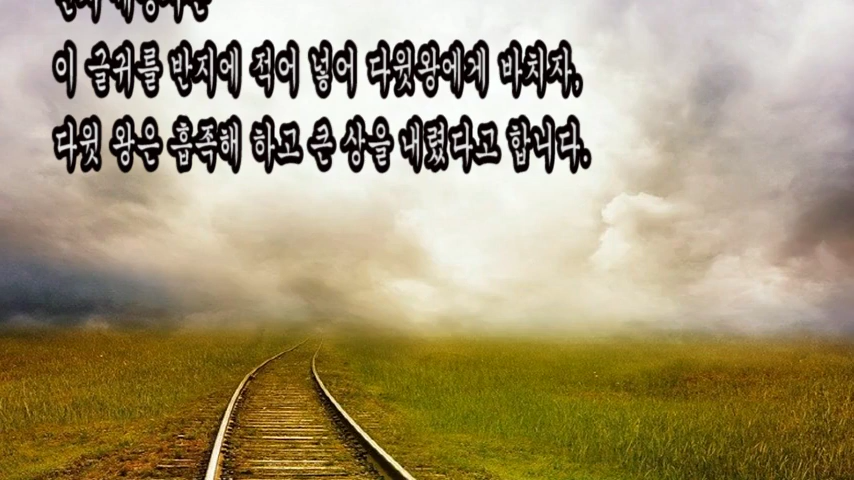 이 글귀를 반지에 적어 넣어 다윗왕에게 바치자,
다윗 왕은 흡족해 하고 큰 상을 내렸다고 합니다.